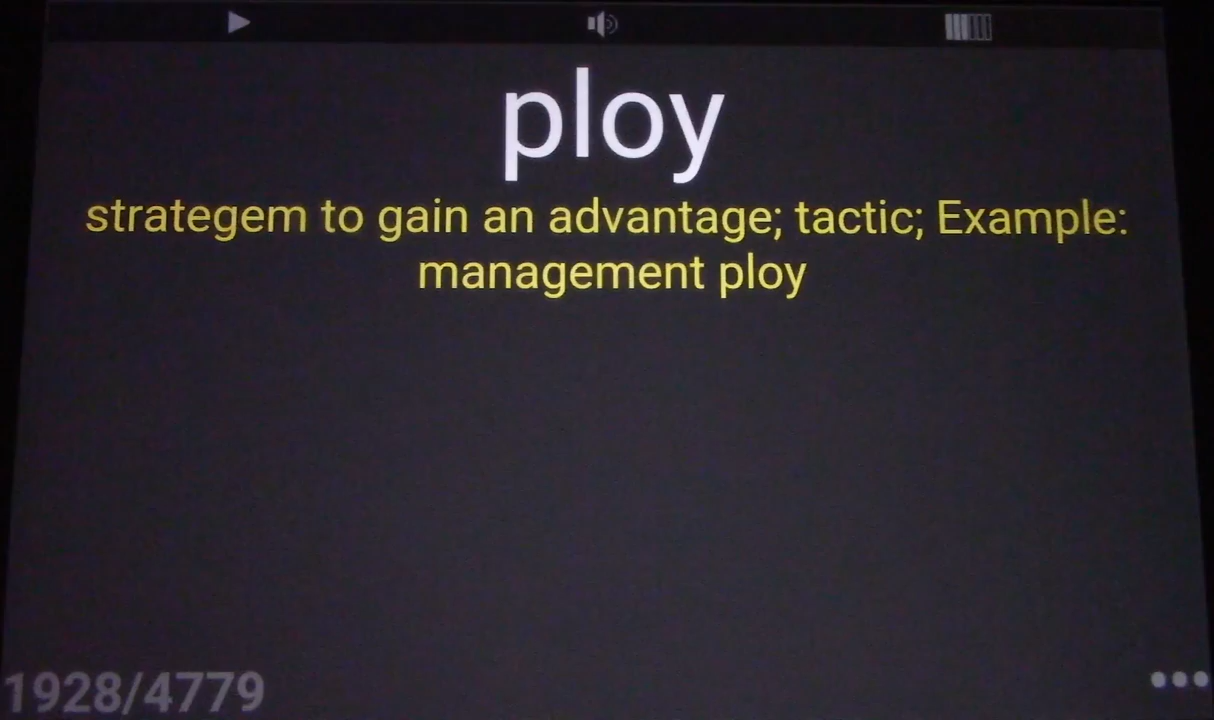 ploy
strategem to gain an advantage; tactic; Example:
management ploy
1928/4779